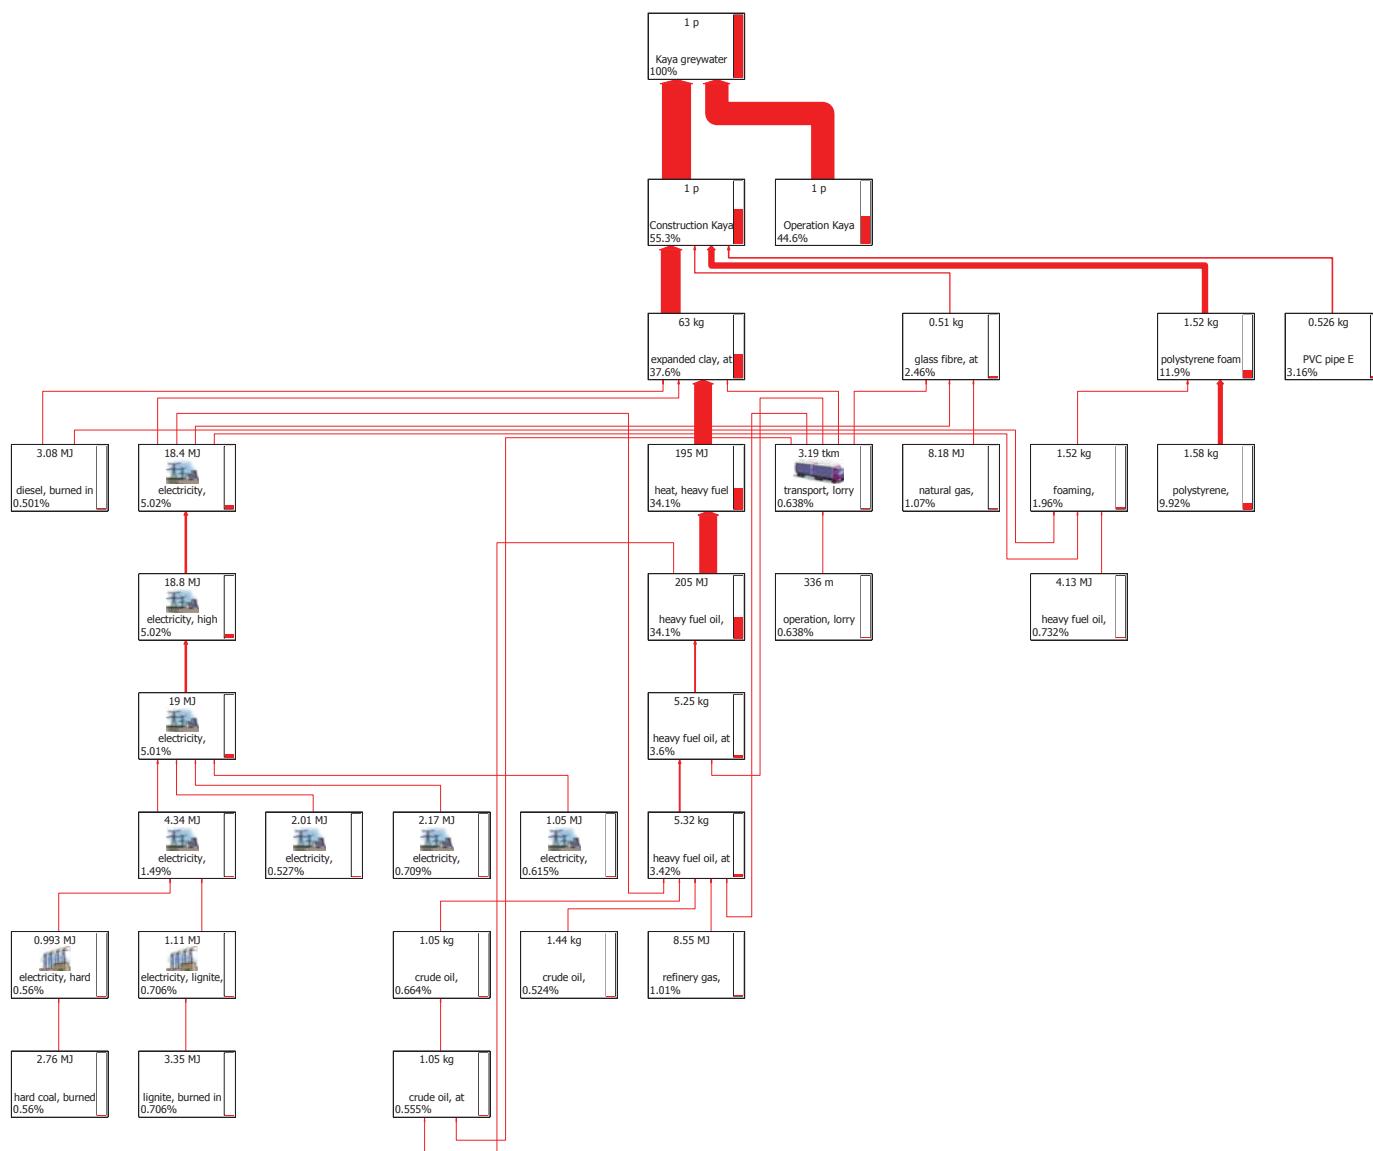 1 p
Kaya greywater
100%
1 p
Construction Kaya
55.3%
1 p
Operation Kaya
44.6%
63 kg
expanded clay, at
37.6%
0.51 kg
glass fibre, at
2.46%
1.52 kg
polystyrene foam
11.9%
0.526 kg
PVC pipe E
3.16%
3.08 MJ
diesel, burned in
0.501%
18.4 MJ
electricity,
5.02%
195 MJ
heat, heavy fuel
34.1%
3.19 tkm
transport, lorry
0.638%
8.18 MJ
natural gas,
1.07%
1.52 kg
foaming,
1.96%
1.58 kg
polystyrene,
9.92%
18.8 MJ
electricity, high
5.02%
205 MJ
heavy fuel oil,
34.1%
336 m
operation, lorry
0.638%
4.13 MJ
heavy fuel oil,
0.732%
19 MJ
electricity,
5.01%
5.25 kg
heavy fuel oil, at
3.6%
4.34 MJ
electricity,
1.49%
2.01 MJ
electricity,
0.527%
2.17 MJ
electricity,
0.709%
1.05 MJ
electricity,
0.615%
5.32 kg
heavy fuel oil, at
3.42%
0.993 MJ
electricity, hard
0.56%
1.11 MJ
electricity, lignite,
0.706%
1.05 kg
crude oil,
0.664%
1.44 kg
crude oil,
0.524%
8.55 MJ
refinery gas,
1.01%
2.76 MJ
hard coal, burned
0.56%
3.35 MJ
lignite, burned in
0.706%
1.05 kg
crude oil, at
0.555%